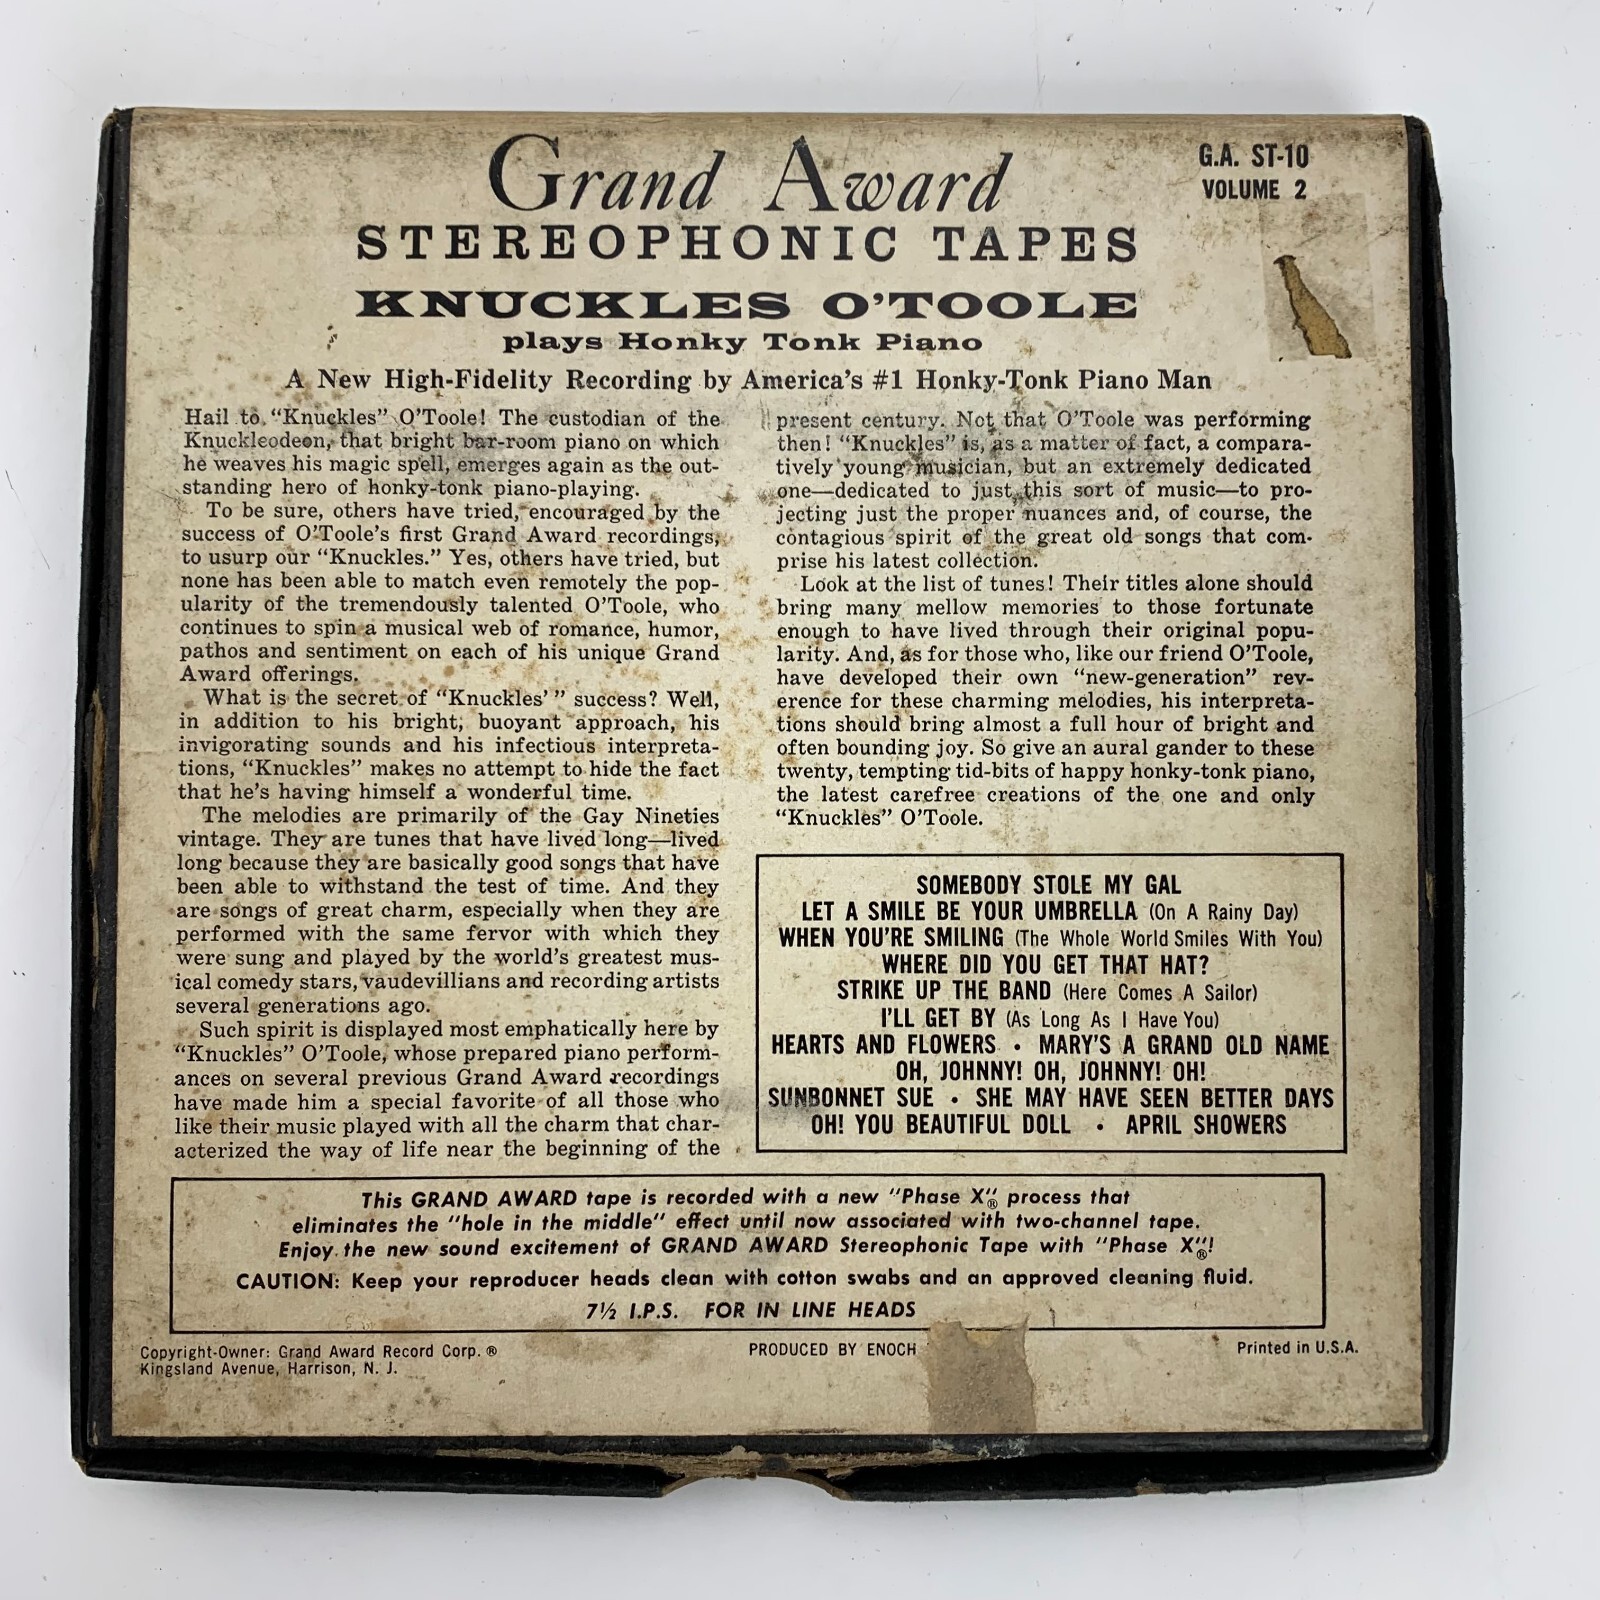 Grand Award
G.A. ST-10
VOLUME 2
STEREOPHONIC TAPES
KNUCKLES O'TOOLE
plays Honky Tonk Piano
A New High-Fidelity Recording by America's #1 Honky-Tonk Piano Man
Hail to "Knuckles" O'Toole! The custodian of the
Knuckleodeon, that bright bar-room piano on which
he weaves his magic spell, emerges again as the out-
standing hero of honky-tonk piano-playing.
To be sure, others have tried, encouraged by the
success of O'Toole's first Grand Award recordings,
to usurp our "Knuckles." Yes, others have tried, but
none has been able to match even remotely the pop-
ularity of the tremendously talented O'Toole, who
continues to spin a musical web of romance, humor,
pathos and sentiment on each of his unique Grand
Award offerings.
What is the secret of "Knuckles' " success? Well,
in addition to his bright, buoyant approach, his
invigorating sounds and his infectious interpreta-
tions, "Knuckles" makes no attempt to hide the fact
that he's having himself a wonderful time.
The melodies are primarily of the Gay Nineties
vintage. They are tunes that have lived long—lived
long because they are basically good songs that have
been able to withstand the test of time. And they
are songs of great charm, especially when they are
performed with the same fervor with which they
were sung and played by the world's greatest mus-
ical comedy stars, vaudevillians and recording artists
several generations ago.
Such spirit is displayed most emphatically here by
"Knuckles" O'Toole, whose prepared piano perform-
ances on several previous Grand Award recordings
have made him a special favorite of all those who
like their music played with all the charm that char-
acterized the way of life near the beginning of the
present century. Not that O'Toole was performing
then! "Knuckles" is, as a matter of fact, a compara-
tively young musician, but an extremely dedicated
one—dedicated to just this sort of music—to pro-
jecting just the proper nuances and, of course, the
contagious spirit of the great old songs that com-
prise his latest collection.
Look at the list of tunes! Their titles alone should
bring many mellow memories to those fortunate
enough to have lived through their original popu-
larity. And, as for those who, like our friend O'Toole,
have developed their own "new-generation" rev-
erence for these charming melodies, his interpreta-
tions should bring almost a full hour of bright and
often bounding joy. So give an aural gander to these
twenty, tempting tid-bits of happy honky-tonk piano,
the latest carefree creations of the one and only
"Knuckles" O'Toole.
SOMEBODY STOLE MY GAL
LET A SMILE BE YOUR UMBRELLA (On A Rainy Day)
WHEN YOU'RE SMILING (The Whole World Smiles With You)
WHERE DID YOU GET THAT HAT?
STRIKE UP THE BAND (Here Comes A Sailor)
I'LL GET BY (As Long As I Have You)
HEARTS AND FLOWERS • MARY'S A GRAND OLD NAME
OH, JOHNNY! OH, JOHNNY! OH!
SUNBONNET SUE • SHE MAY HAVE SEEN BETTER DAYS
OH! YOU BEAUTIFUL DOLL • APRIL SHOWERS
This GRAND AWARD tape is recorded with a new "Phase X"® process that
eliminates the "hole in the middle" effect until now associated with two-channel tape.
Enjoy the new sound excitement of GRAND AWARD Stereophonic Tape with "Phase X"®!
CAUTION: Keep your reproducer heads clean with cotton swabs and an approved cleaning fluid.
7½ I.P.S. FOR IN LINE HEADS
Copyright-Owner: Grand Award Record Corp. ®
Kingsland Avenue, Harrison, N. J.
PRODUCED BY ENOCH
Printed in U.S.A.